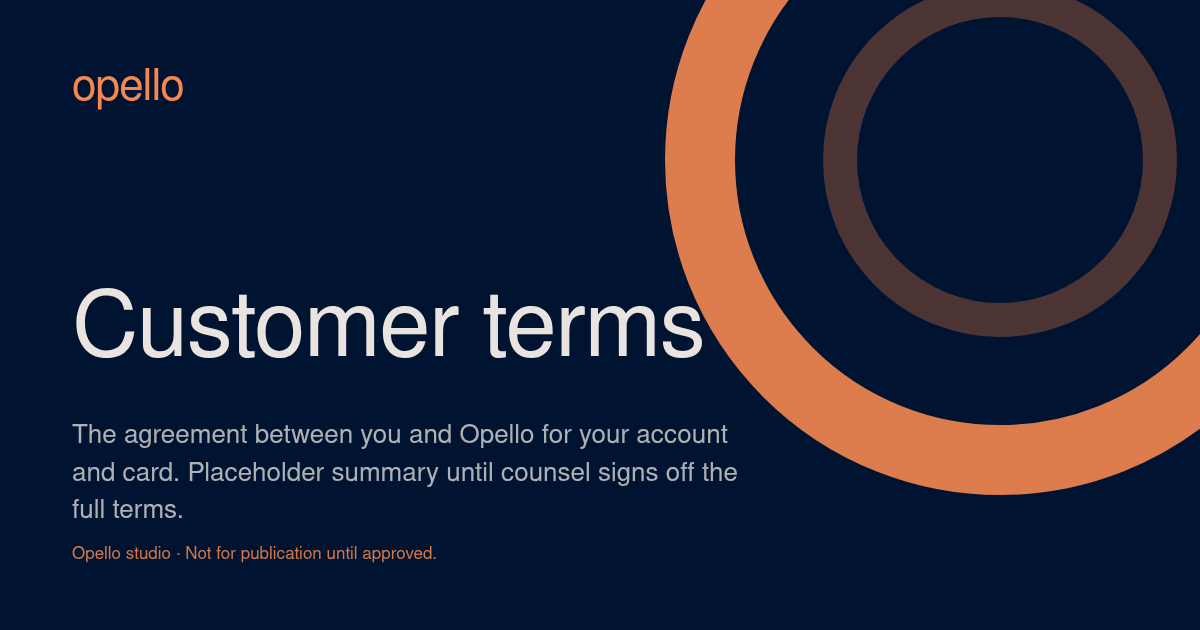 opello
Customer terms
The agreement between you and Opello for your account
and card. Placeholder summary until counsel signs off the
full terms.
Opello studio · Not for publication until approved.